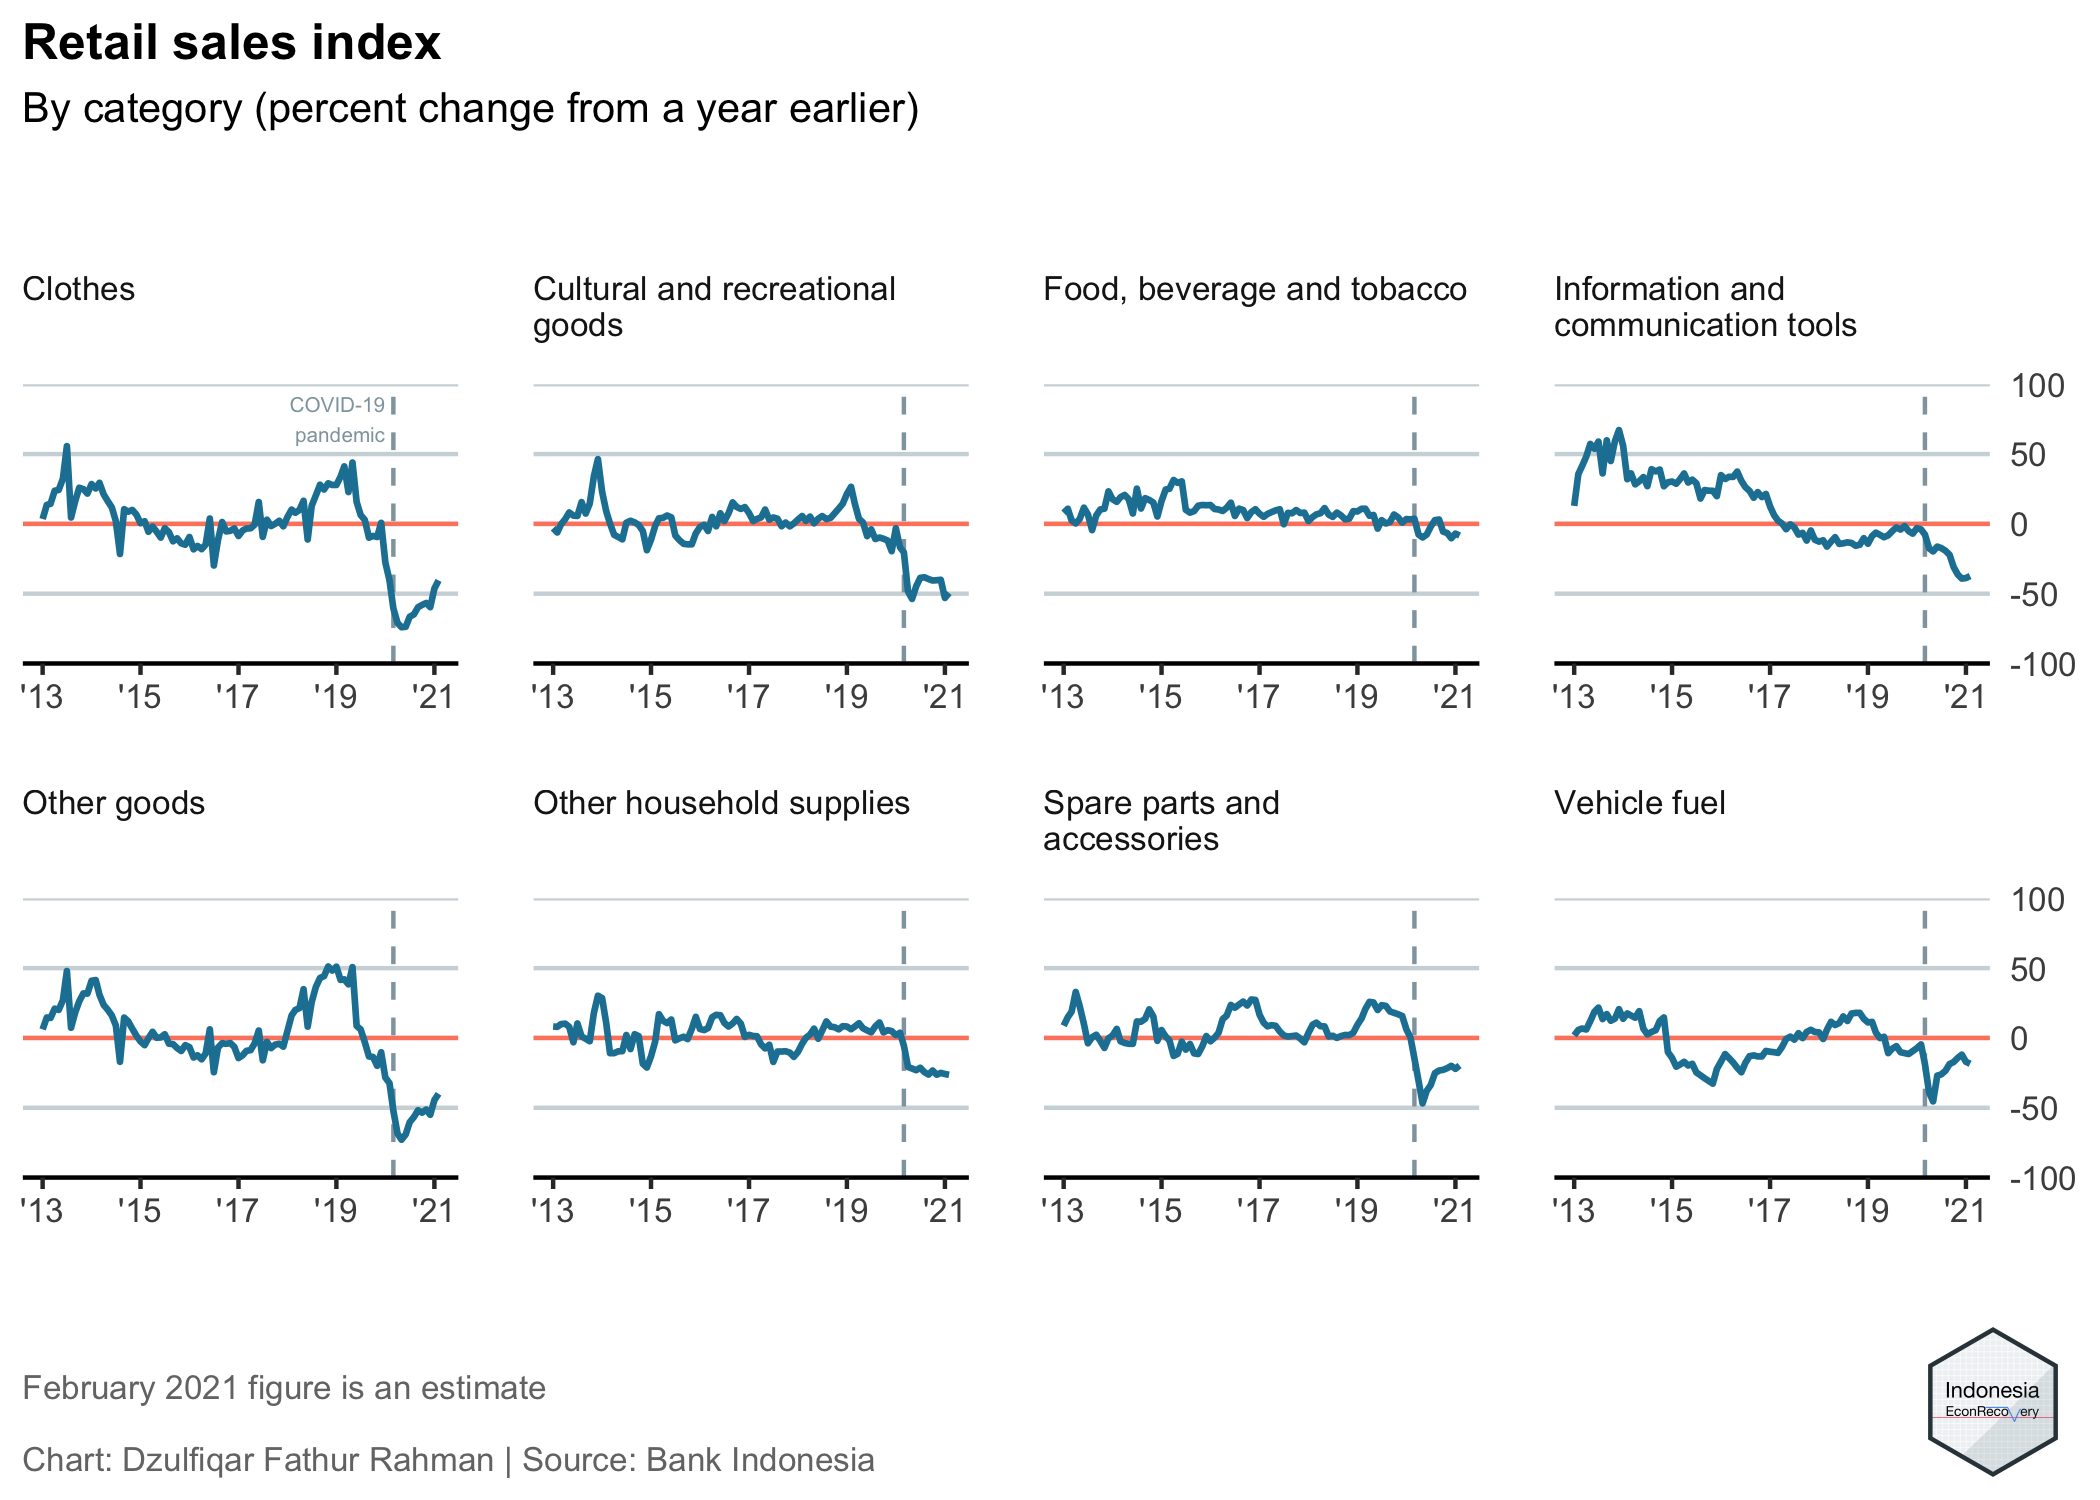 Retail sales index
By category (percent change from a year earlier)
Clothes
COVID-19
pandemic
'13 '15 '17 '19 '21
Cultural and recreational
goods
'13 '15 '17 '19 '21
Food, beverage and tobacco
'13 '15 '17 '19 '21
Information and
communication tools
100
50
0
-50
-100
'13 '15 '17 '19 '21
Other goods
'13 '15 '17 '19 '21
Other household supplies
'13 '15 '17 '19 '21
Spare parts and
accessories
'13 '15 '17 '19 '21
Vehicle fuel
100
50
0
-50
-100
'13 '15 '17 '19 '21
February 2021 figure is an estimate
Chart: Dzulfiqar Fathur Rahman | Source: Bank Indonesia
Indonesia
EconRecovery